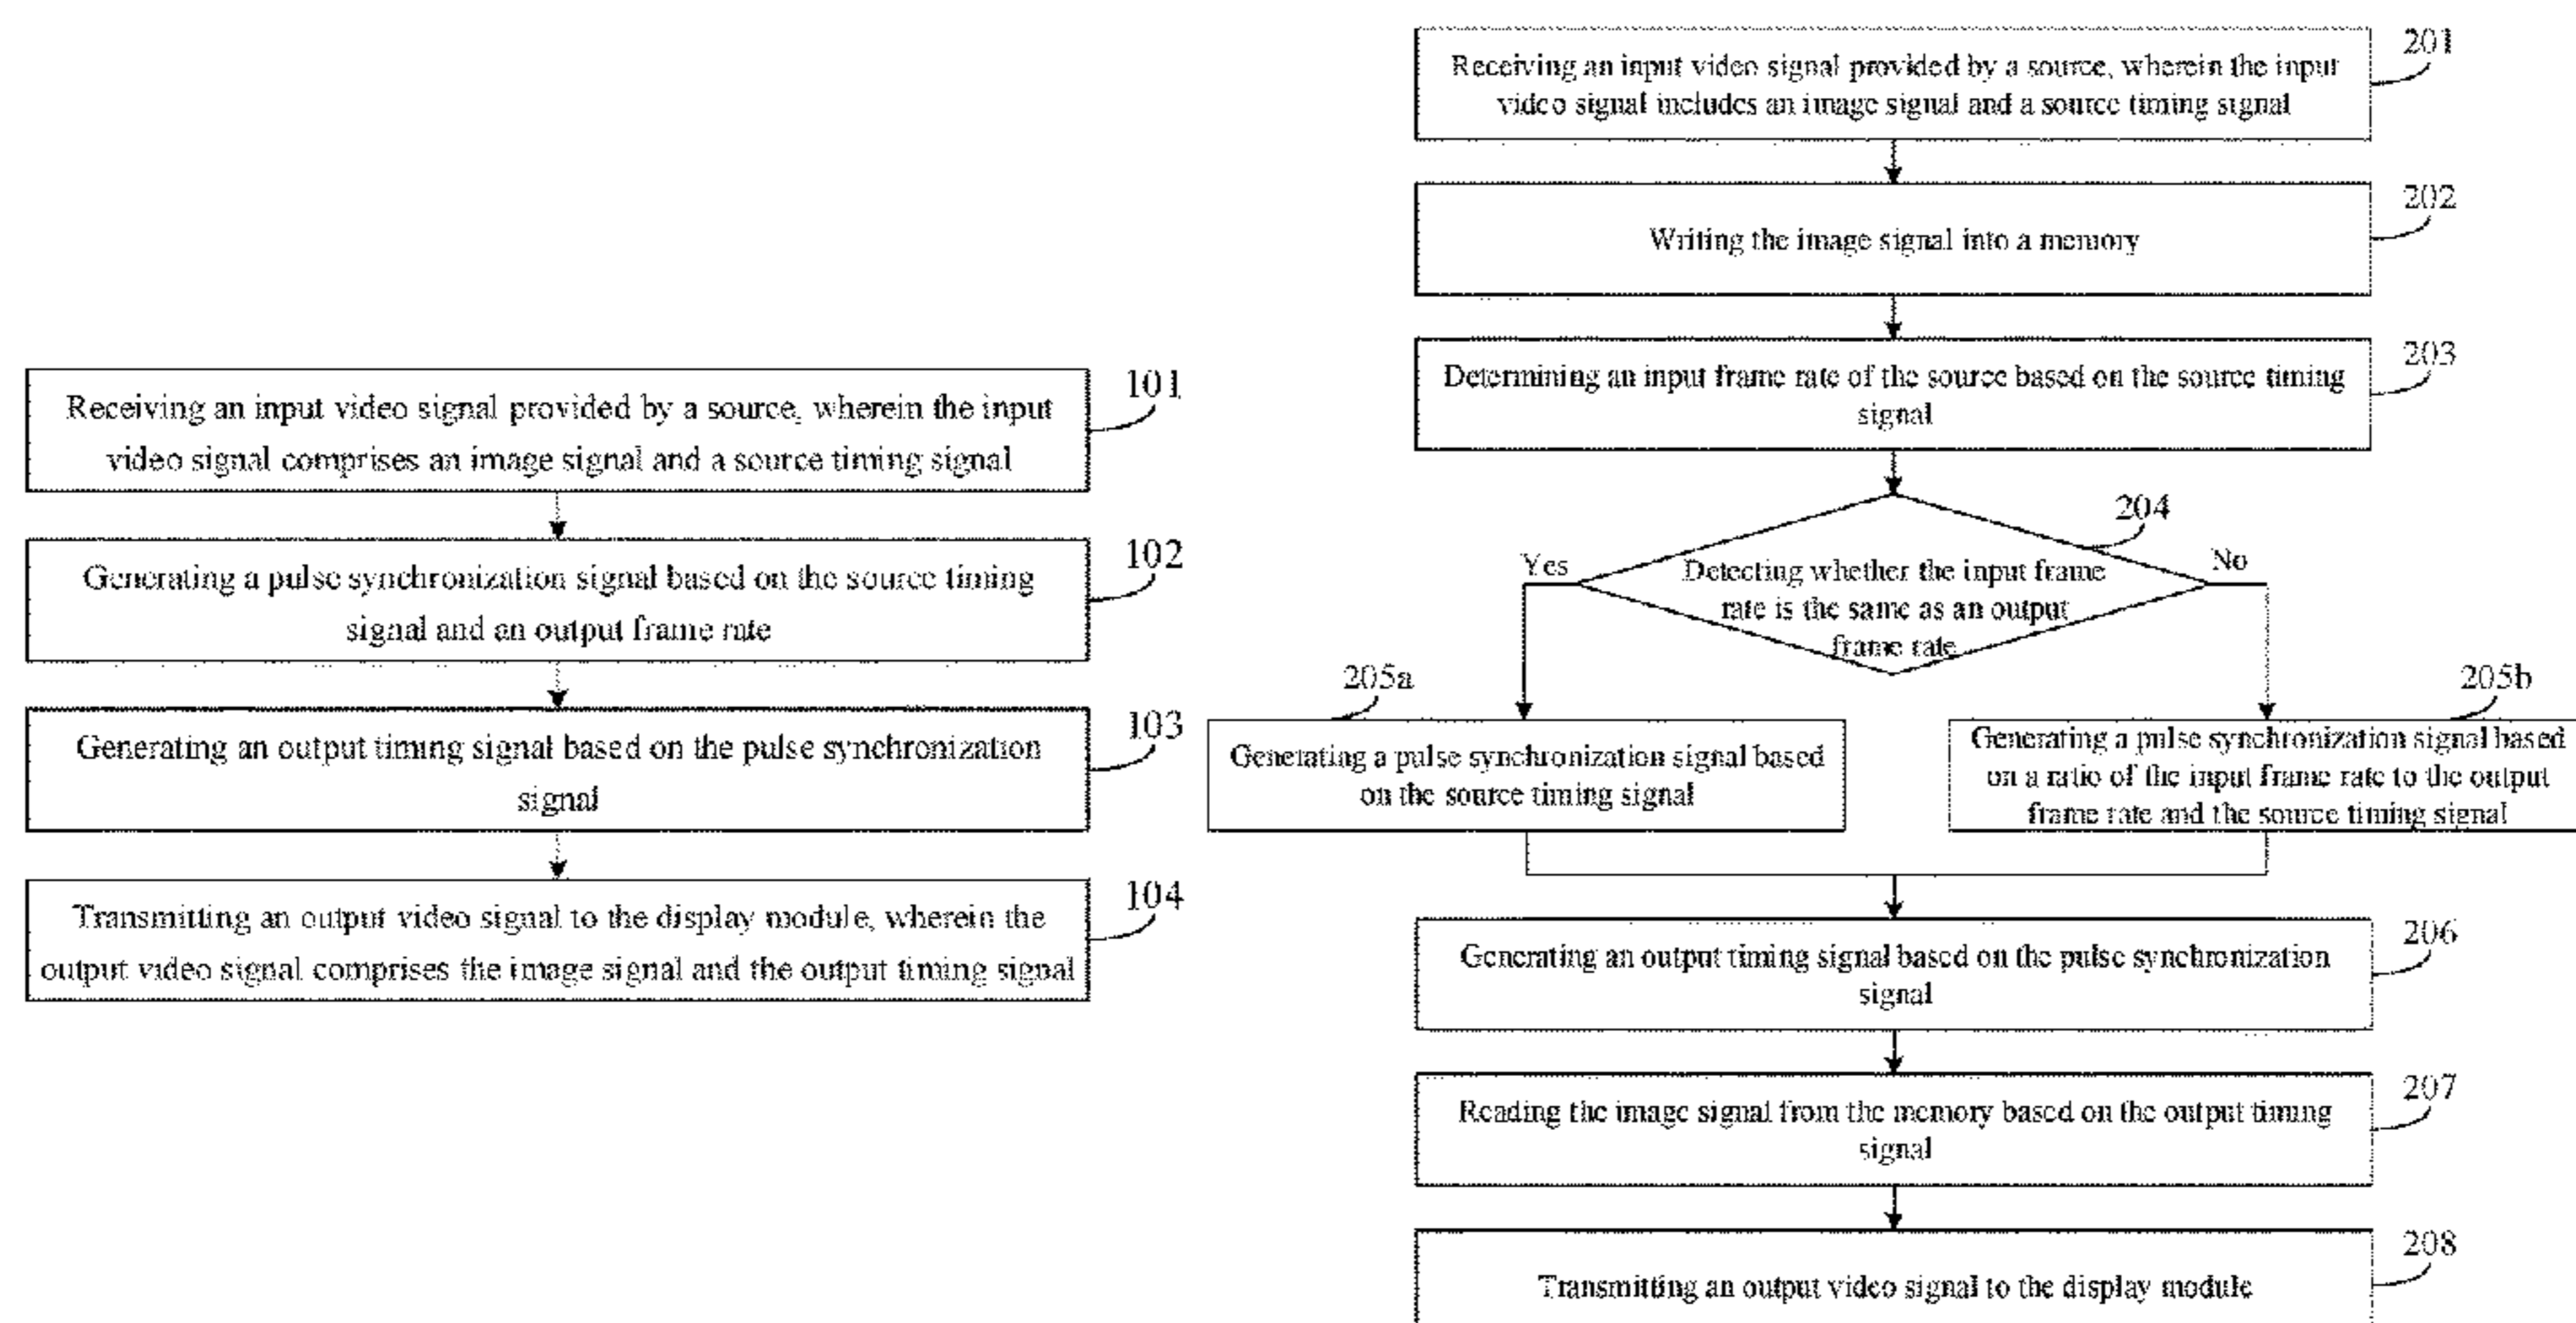 101
Receiving an input video signal provided by a source, wherein the input
video signal comprises an image signal and a source timing signal
102
Generating a pulse synchronization signal based on the source timing
signal and an output frame rate
103
Generating an output timing signal based on the pulse synchronization
signal
104
Transmitting an output video signal to the display module, wherein the
output video signal comprises the image signal and the output timing signal
201
Receiving an input video signal provided by a source, wherein the input
video signal includes an image signal and a source timing signal
202
Writing the image signal into a memory
203
Determining an input frame rate of the source based on the source timing
signal
204
Yes
No
Detecting whether the input frame
rate is the same as an output
frame rate
205a
Generating a pulse synchronization signal based
on the source timing signal
205b
Generating a pulse synchronization signal based
on a ratio of the input frame rate to the output
frame rate and the source timing signal
206
Generating an output timing signal based on the pulse synchronization
signal
207
Reading the image signal from the memory based on the output timing
signal
208
Transmitting an output video signal to the display module